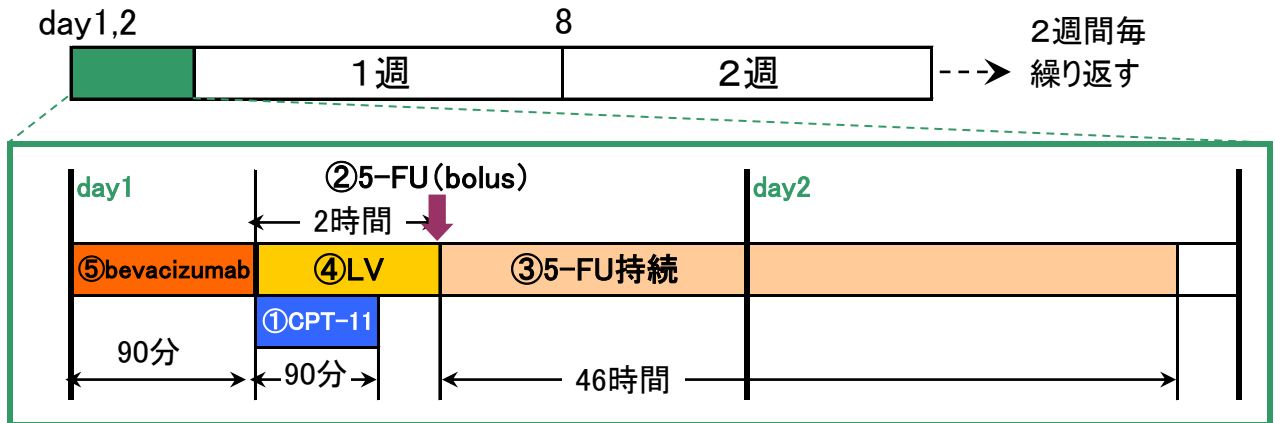 day1,2
8
２週間毎
繰り返す
１週
２週
②5-FU（bolus）
day1
day2
2時間
⑤bevacizumab
④LV
③5-FU持続
①CPT-11
90分
90分
46時間